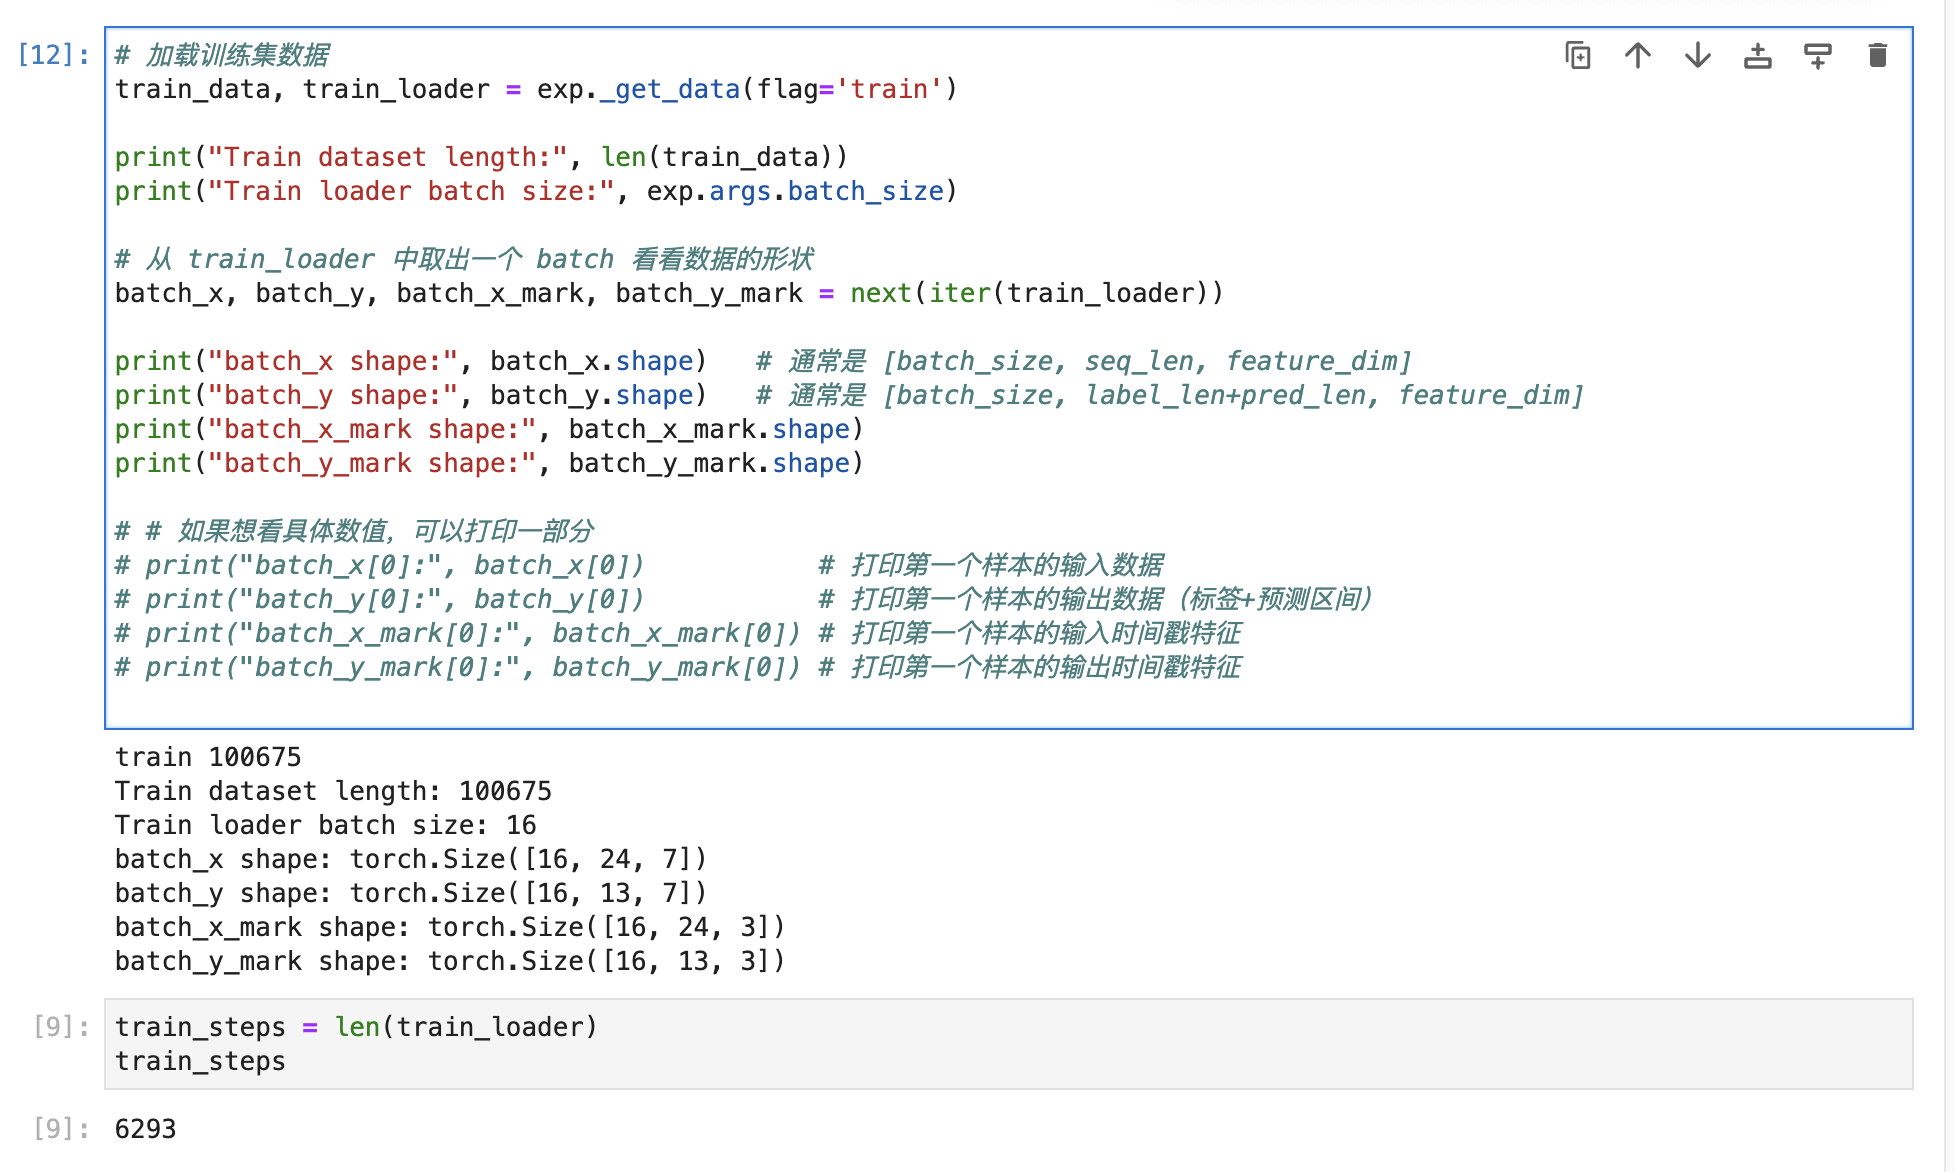 [12]:
# 加载训练集数据
train_data, train_loader = exp._get_data(flag='train')
print("Train dataset length:", len(train_data))
print("Train loader batch size:", exp.args.batch_size)
# 从 train_loader 中取出一个 batch 看看数据的形状
batch_x, batch_y, batch_x_mark, batch_y_mark = next(iter(train_loader))
print("batch_x shape:", batch_x.shape)   # 通常是 [batch_size, seq_len, feature_dim]
print("batch_y shape:", batch_y.shape)   # 通常是 [batch_size, label_len+pred_len, feature_dim]
print("batch_x_mark shape:", batch_x_mark.shape)
print("batch_y_mark shape:", batch_y_mark.shape)
# # 如果想看具体数值，可以打印一部分
# print("batch_x[0]:", batch_x[0])           # 打印第一个样本的输入数据
# print("batch_y[0]:", batch_y[0])           # 打印第一个样本的输出数据（标签+预测区间）
# print("batch_x_mark[0]:", batch_x_mark[0]) # 打印第一个样本的输入时间戳特征
# print("batch_y_mark[0]:", batch_y_mark[0]) # 打印第一个样本的输出时间戳特征
train 100675
Train dataset length: 100675
Train loader batch size: 16
batch_x shape: torch.Size([16, 24, 7])
batch_y shape: torch.Size([16, 13, 7])
batch_x_mark shape: torch.Size([16, 24, 3])
batch_y_mark shape: torch.Size([16, 13, 3])
[9]:
train_steps = len(train_loader)
train_steps
[9]:
6293